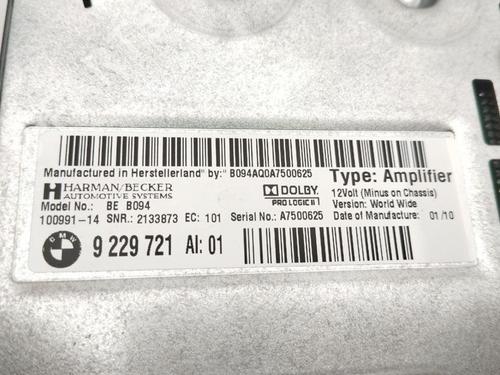 Manufactured in Herstellerland" by:" B094AQ0A7500625
Type: Amplifier
HARMAN/BECKER
AUTOMOTIVE SYSTEMS
DOLBY
PRO LOGIC II
12Volt (Minus on Chassis)
Model No.: BE B094
Version: World Wide
100991-14 SNR.: 2133873 EC: 101 Serial No.: A7500625 Date of Manufact.: 01/10
BMW 9 229 721 AI: 01